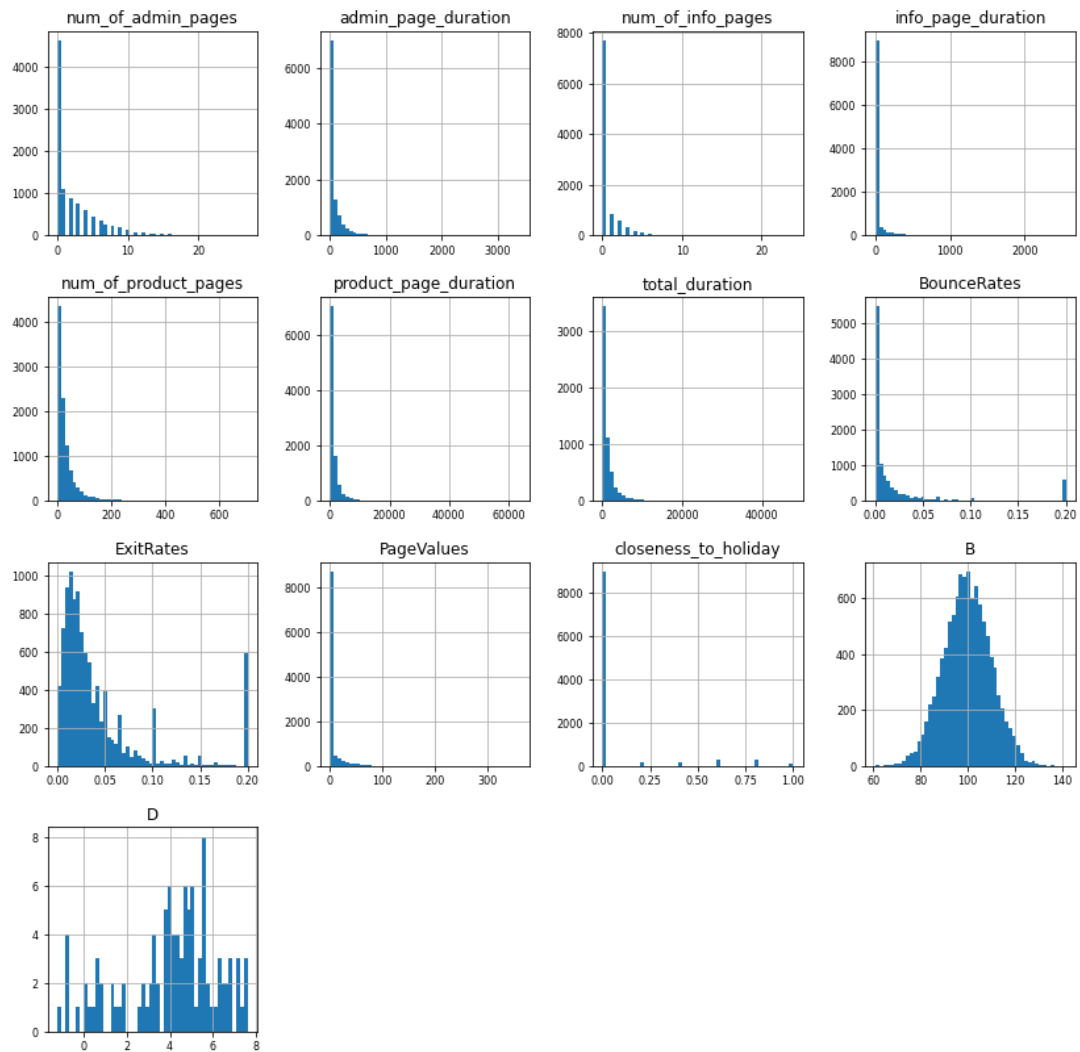 num_of_admin_pages admin_page_duration num_of_info_pages info_page_duration
4000 3000 2000 1000 0
0 10 20
6000 4000 2000 0
0 1000 2000 3000
8000 6000 4000 2000 0
0 10 20
8000 6000 4000 2000 0
0 1000 2000
num_of_product_pages product_page_duration total_duration BounceRates
4000 3000 2000 1000 0
0 200 400 600
6000 4000 2000 0
0 20000 40000 60000
3000 2000 1000 0
0 20000 40000
5000 4000 3000 2000 1000 0
0.00 0.05 0.10 0.15 0.20
ExitRates PageValues closeness_to_holiday B
1000 800 600 400 200 0
0.00 0.05 0.10 0.15 0.20
8000 6000 4000 2000 0
0 100 200 300
8000 6000 4000 2000 0
0.00 0.25 0.50 0.75 1.00
600 400 200 0
60 80 100 120 140
D
8 6 4 2 0
0 2 4 6 8